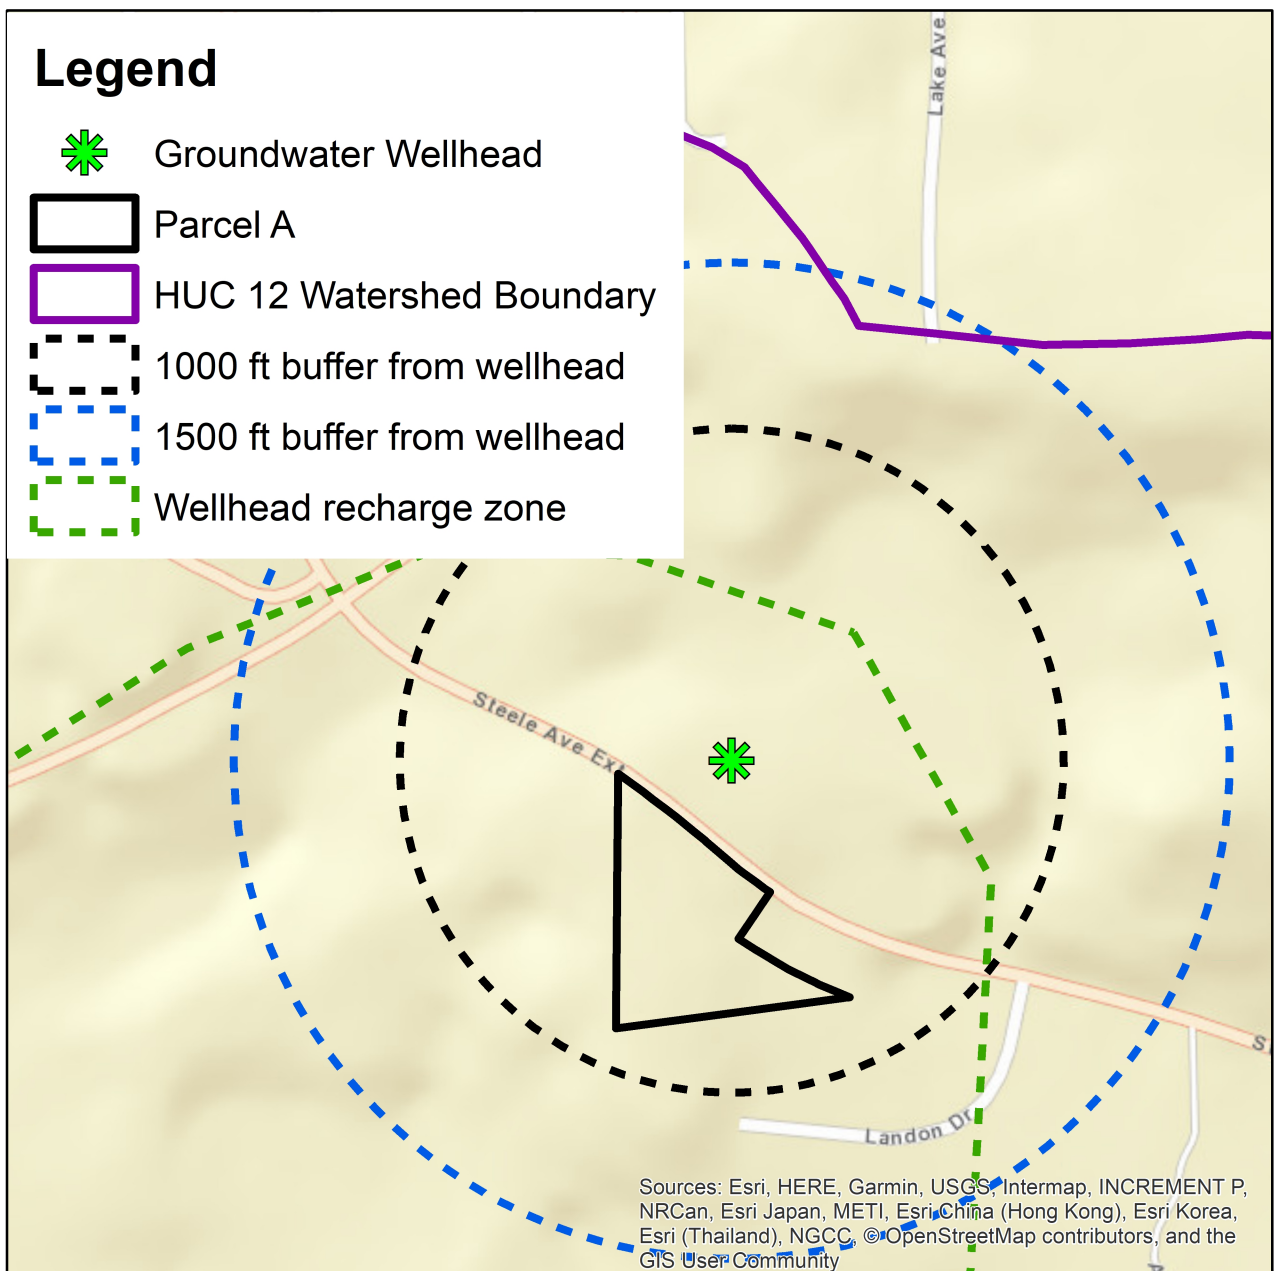 Legend
Groundwater Wellhead
Parcel A
HUC 12 Watershed Boundary
1000 ft buffer from wellhead
1500 ft buffer from wellhead
Wellhead recharge zone
Lake Ave
Steele Ave Ext
Landon Dr
Sources: Esri, HERE, Garmin, USGS, Intermap, INCREMENT P,
NRCan, Esri Japan, METI, Esri China (Hong Kong), Esri Korea,
Esri (Thailand), NGCC, © OpenStreetMap contributors, and the
GIS User Community